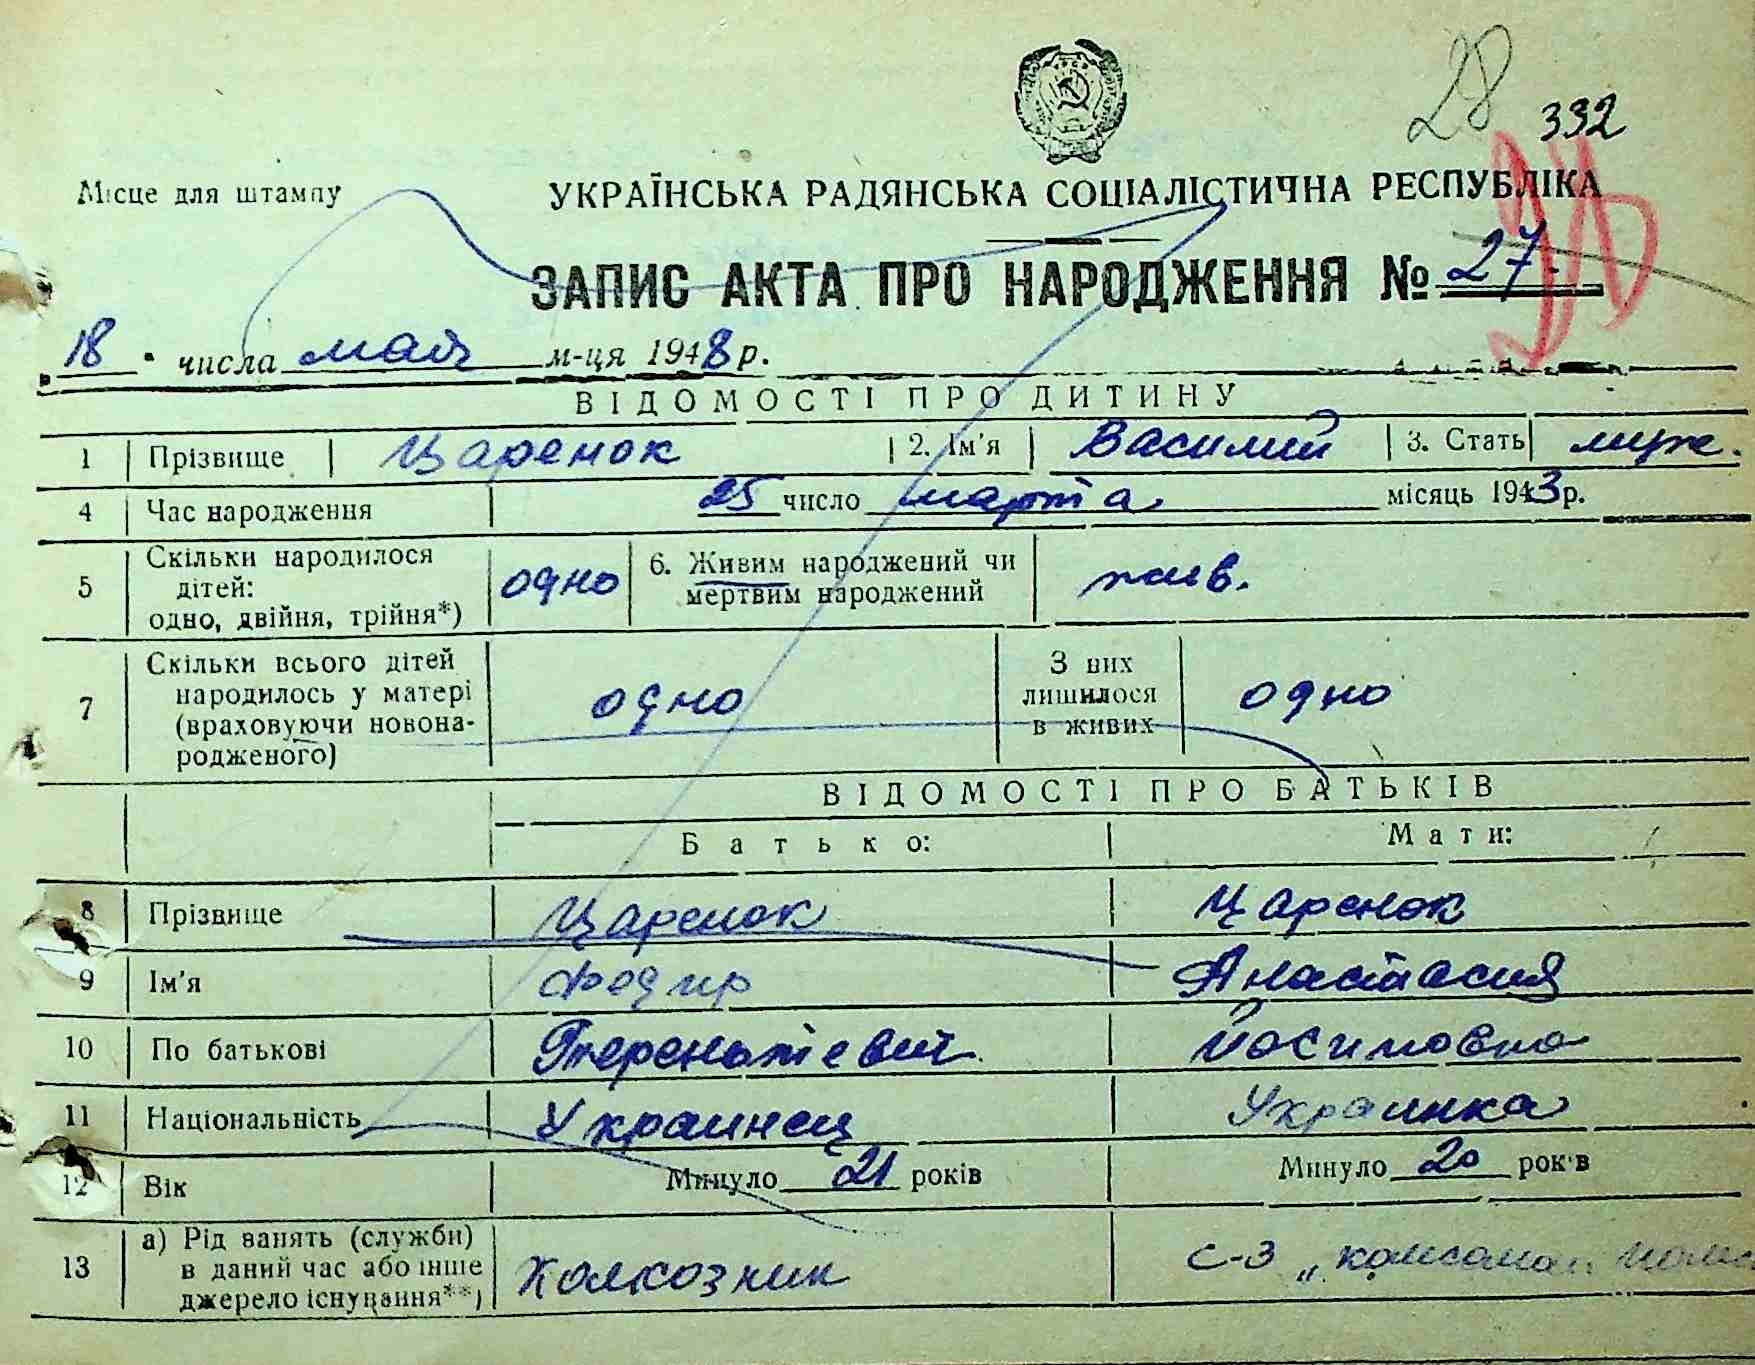 28
332
Місце для штампу
УКРАЇНСЬКА РАДЯНСЬКА СОЦІАЛІСТИЧНА РЕСПУБЛІКА
ЗАПИС АКТА ПРО НАРОДЖЕННЯ № 27
18 числа мая м-ця 1948 р.
ВІДОМОСТІ ПРО ДИТИНУ
1 Прізвище Царенок 2. Ім'я Василий 3. Стать муж.
4 Час народження 25 число марта місяць 1943 р.
5 Скільки народилося дітей: одно, двійня, трійня*) одно 6. Живим народжений чи мертвим народжений жив.
7 Скільки всього дітей народилось у матері (враховуючи новонародженого) одно З них лишилося в живих одно
ВІДОМОСТІ ПРО БАТЬКІВ
Батько: Мати:
8 Прізвище Царенок Царенок
9 Ім'я Федир Анастасия
10 По батькові Терентіевич Йосиповна
11 Національність Украинец Украинка
12 Вік Минуло 21 років Минуло 20 років
13 а) Рід занять (служби) в даний час або інше джерело існування**) Колхозник с-з